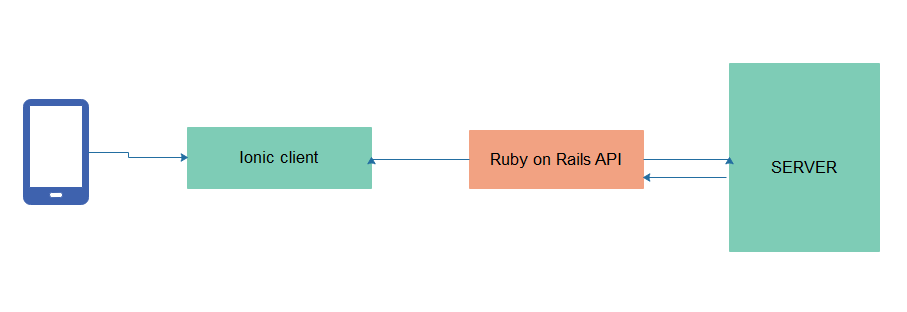 Ionic client
Ruby on Rails API
SERVER